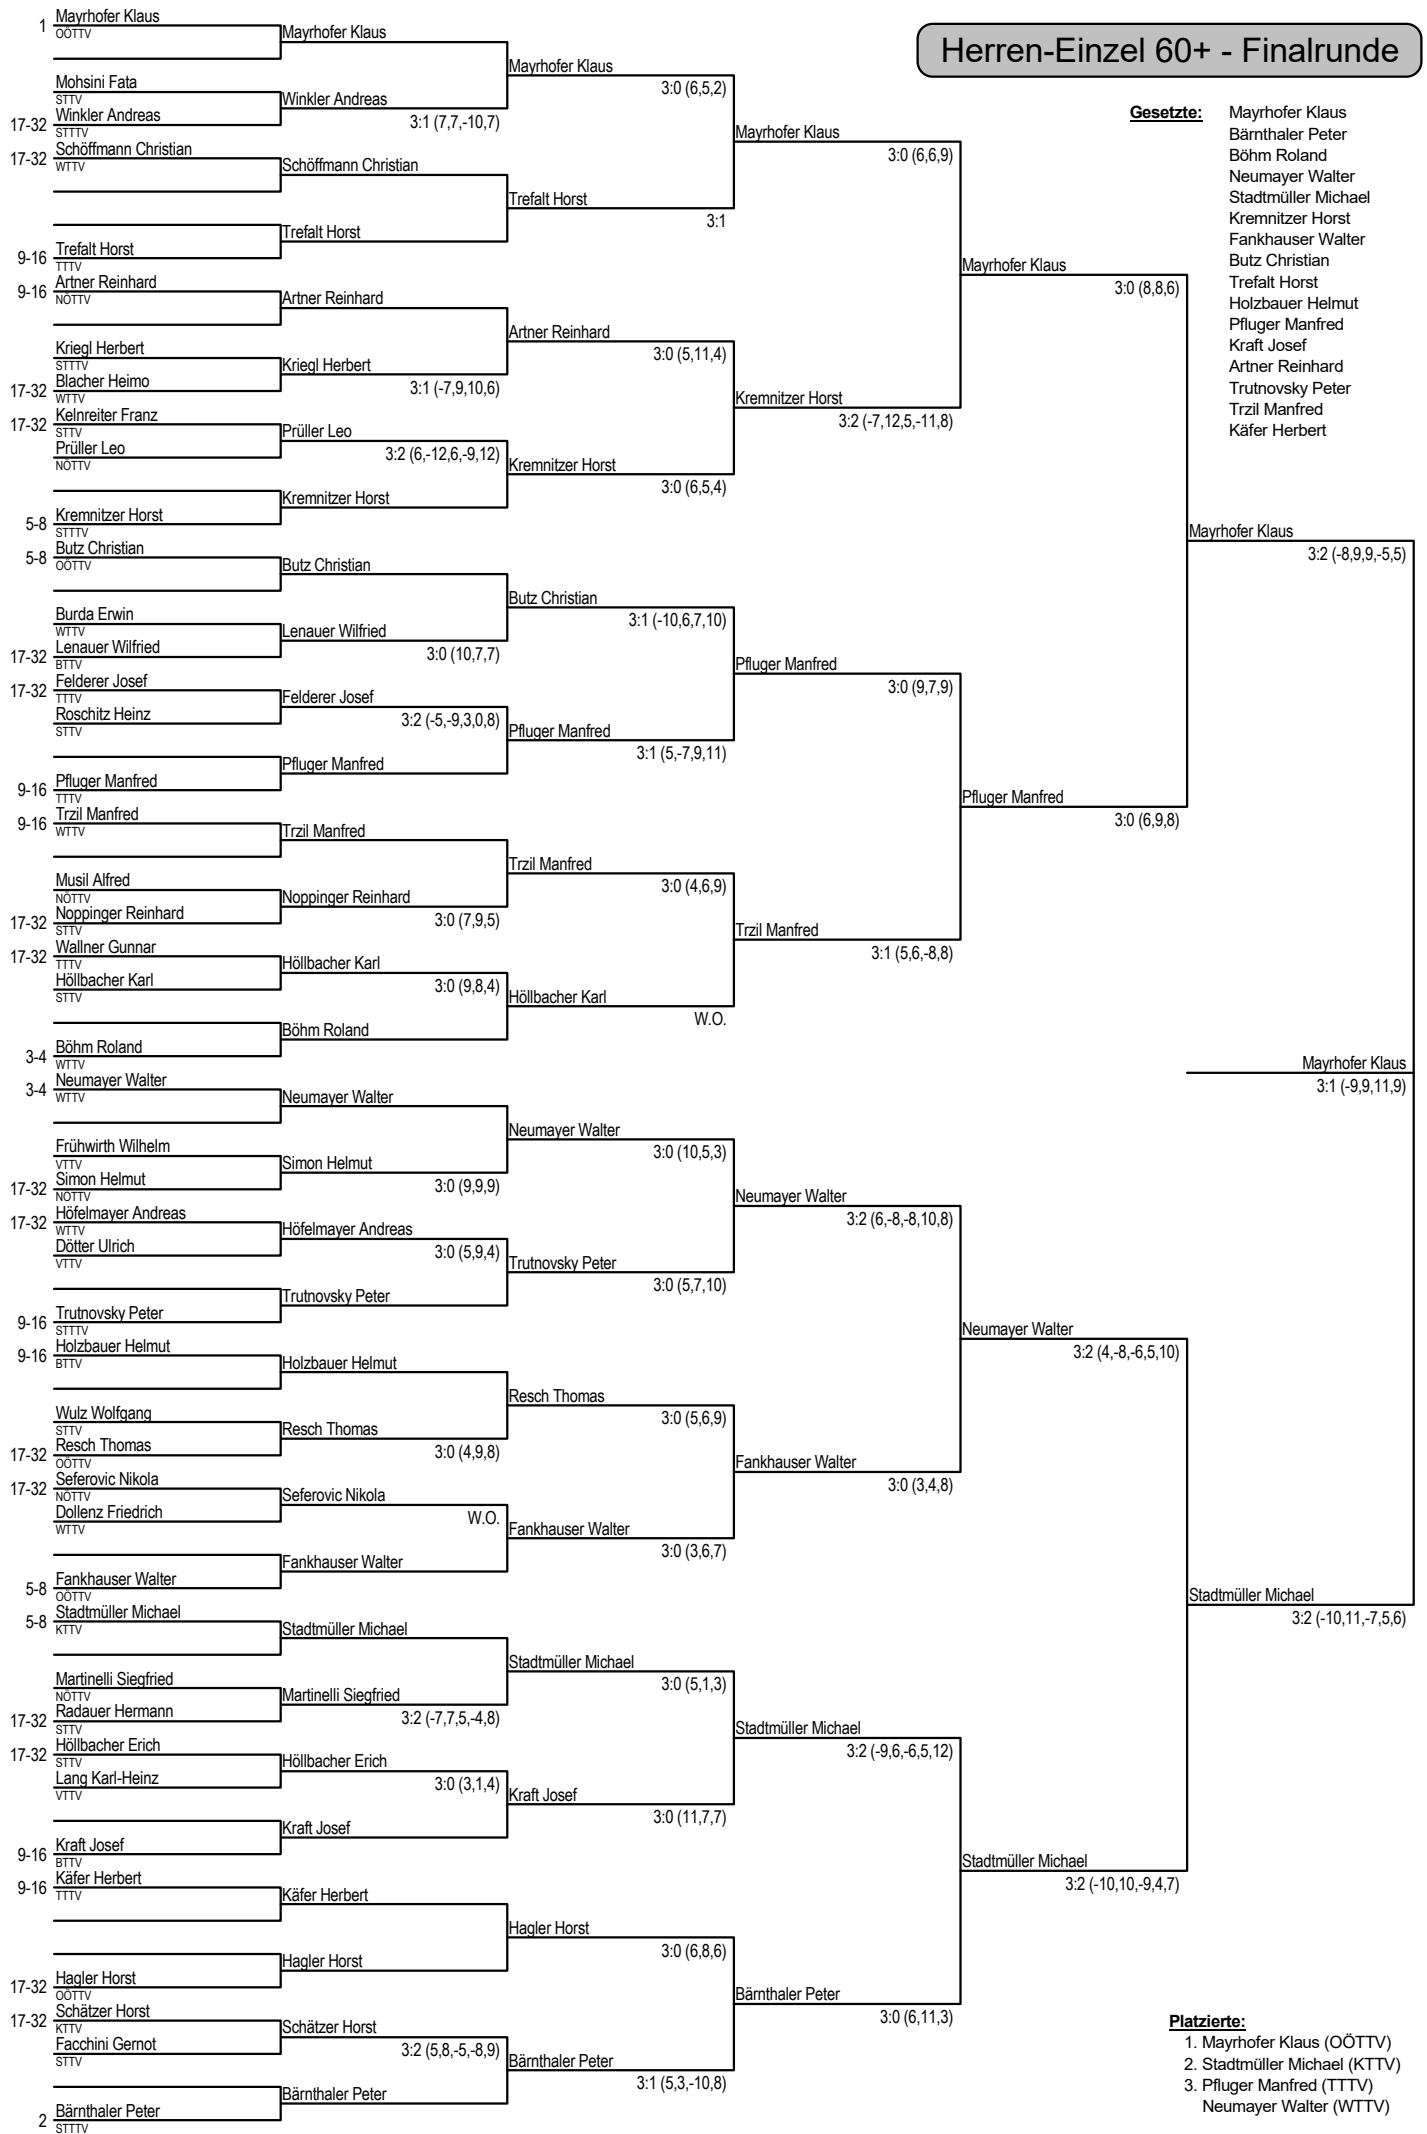 Herren-Einzel 60+ - Finalrunde
Gesetzte:
Mayrhofer Klaus
Bärnthaler Peter
Böhm Roland
Neumayer Walter
Stadtmüller Michael
Kremnitzer Horst
Fankhauser Walter
Butz Christian
Trefalt Horst
Holzbauer Helmut
Pfluger Manfred
Kraft Josef
Artner Reinhard
Trutnovsky Peter
Trzil Manfred
Käfer Herbert
1 Mayrhofer Klaus
OÖTTV
Mohsini Fata
STTV
17-32 Winkler Andreas
STTTV
17-32 Schöffmann Christian
WTTV
9-16 Trefalt Horst
TTTV
9-16 Artner Reinhard
NÖTTV
Kriegl Herbert
STTTV
17-32 Blacher Heimo
WTTV
17-32 Kelnreiter Franz
STTV
Prüller Leo
NÖTTV
5-8 Kremnitzer Horst
STTTV
5-8 Butz Christian
OÖTTV
Burda Erwin
WTTV
17-32 Lenauer Wilfried
BTTV
17-32 Felderer Josef
TTTV
Roschitz Heinz
STTV
9-16 Pfluger Manfred
TTTV
9-16 Trzil Manfred
WTTV
Musil Alfred
NÖTTV
17-32 Noppinger Reinhard
STTV
17-32 Wallner Gunnar
TTTV
Höllbacher Karl
STTV
3-4 Böhm Roland
WTTV
3-4 Neumayer Walter
WTTV
Frühwirth Wilhelm
VTTV
17-32 Simon Helmut
NÖTTV
17-32 Höfelmayer Andreas
WTTV
Dötter Ulrich
VTTV
9-16 Trutnovsky Peter
STTTV
9-16 Holzbauer Helmut
BTTV
Wulz Wolfgang
STTV
17-32 Resch Thomas
OÖTTV
17-32 Seferovic Nikola
NÖTTV
Dollenz Friedrich
WTTV
5-8 Fankhauser Walter
OÖTTV
5-8 Stadtmüller Michael
KTTV
Martinelli Siegfried
NÖTTV
17-32 Radauer Hermann
STTV
17-32 Höllbacher Erich
STTV
Lang Karl-Heinz
VTTV
9-16 Kraft Josef
BTTV
9-16 Käfer Herbert
TTTV
17-32 Hagler Horst
OÖTTV
17-32 Schätzer Horst
KTTV
Facchini Gernot
STTV
2 Bärnthaler Peter
STTTV
Mayrhofer Klaus
Winkler Andreas
3:1 (7,7,-10,7)
Schöffmann Christian
Trefalt Horst
Artner Reinhard
Kriegl Herbert
3:1 (-7,9,10,6)
Prüller Leo
3:2 (6,-12,6,-9,12)
Kremnitzer Horst
Butz Christian
Lenauer Wilfried
3:0 (10,7,7)
Felderer Josef
3:2 (-5,-9,3,0,8)
Pfluger Manfred
Trzil Manfred
Noppinger Reinhard
3:0 (7,9,5)
Höllbacher Karl
3:0 (9,8,4)
Böhm Roland
Neumayer Walter
Simon Helmut
3:0 (9,9,9)
Höfelmayer Andreas
3:0 (5,9,4)
Trutnovsky Peter
Holzbauer Helmut
Resch Thomas
3:0 (4,9,8)
Seferovic Nikola
W.O.
Fankhauser Walter
Stadtmüller Michael
Martinelli Siegfried
3:2 (-7,7,5,-4,8)
Höllbacher Erich
3:0 (3,1,4)
Kraft Josef
Käfer Herbert
Hagler Horst
Schätzer Horst
3:2 (5,8,-5,-8,9)
Bärnthaler Peter
Mayrhofer Klaus
3:0 (6,5,2)
Trefalt Horst
3:1
Artner Reinhard
3:0 (5,11,4)
Kremnitzer Horst
3:0 (6,5,4)
Butz Christian
3:1 (-10,6,7,10)
Pfluger Manfred
3:1 (5,-7,9,11)
Trzil Manfred
3:0 (4,6,9)
Höllbacher Karl
W.O.
Neumayer Walter
3:0 (10,5,3)
Trutnovsky Peter
3:0 (5,7,10)
Resch Thomas
3:0 (5,6,9)
Fankhauser Walter
3:0 (3,6,7)
Stadtmüller Michael
3:0 (5,1,3)
Kraft Josef
3:0 (11,7,7)
Hagler Horst
3:0 (6,8,6)
Bärnthaler Peter
3:1 (5,3,-10,8)
Mayrhofer Klaus
3:0 (6,6,9)
Kremnitzer Horst
3:2 (-7,12,5,-11,8)
Pfluger Manfred
3:0 (9,7,9)
Trzil Manfred
3:1 (5,6,-8,8)
Neumayer Walter
3:2 (6,-8,-8,10,8)
Fankhauser Walter
3:0 (3,4,8)
Stadtmüller Michael
3:2 (-9,6,-6,5,12)
Bärnthaler Peter
3:0 (6,11,3)
Mayrhofer Klaus
3:0 (8,8,6)
Pfluger Manfred
3:0 (6,9,8)
Neumayer Walter
3:2 (4,-8,-6,5,10)
Stadtmüller Michael
3:2 (-10,10,-9,4,7)
Mayrhofer Klaus
3:2 (-8,9,9,-5,5)
Stadtmüller Michael
3:2 (-10,11,-7,5,6)
Mayrhofer Klaus
3:1 (-9,9,11,9)
Platzierte:
1. Mayrhofer Klaus (OÖTTV)
2. Stadtmüller Michael (KTTV)
3. Pfluger Manfred (TTTV)
Neumayer Walter (WTTV)